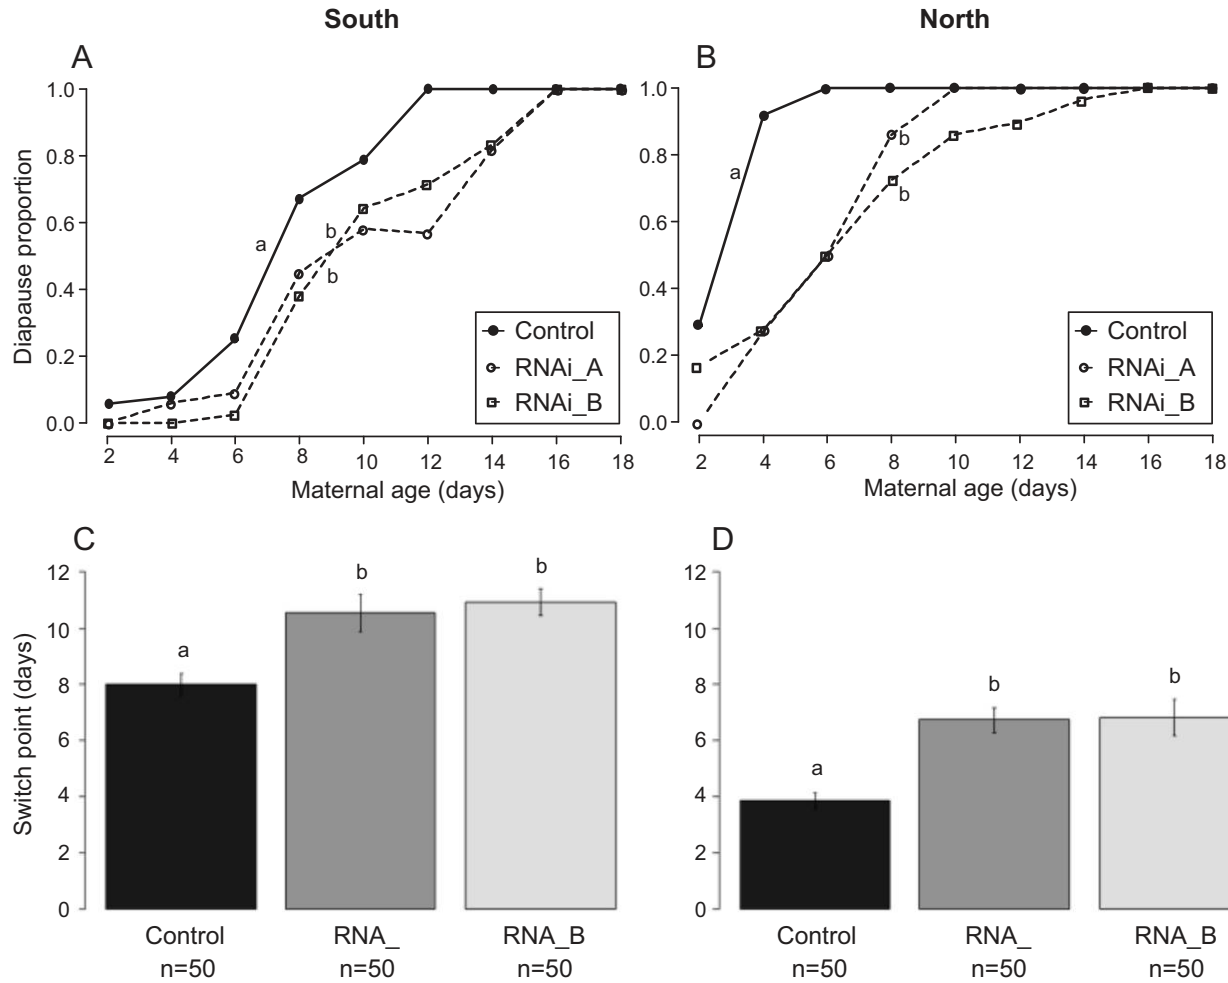 South
North
A
B
Diapause proportion
1.0
0.8
0.6
0.4
0.2
0.0
a
b
b
Control
RNAi_A
RNAi_B
2 4 6 8 10 12 14 16 18
Maternal age (days)
1.0
0.8
0.6
0.4
0.2
0.0
a
b
b
Control
RNAi_A
RNAi_B
2 4 6 8 10 12 14 16 18
Maternal age (days)
C
D
Switch point (days)
12
10
8
6
4
2
0
a
b
b
Control
n=50
RNA_
n=50
RNA_B
n=50
12
10
8
6
4
2
0
a
b
b
Control
n=50
RNA_
n=50
RNA_B
n=50